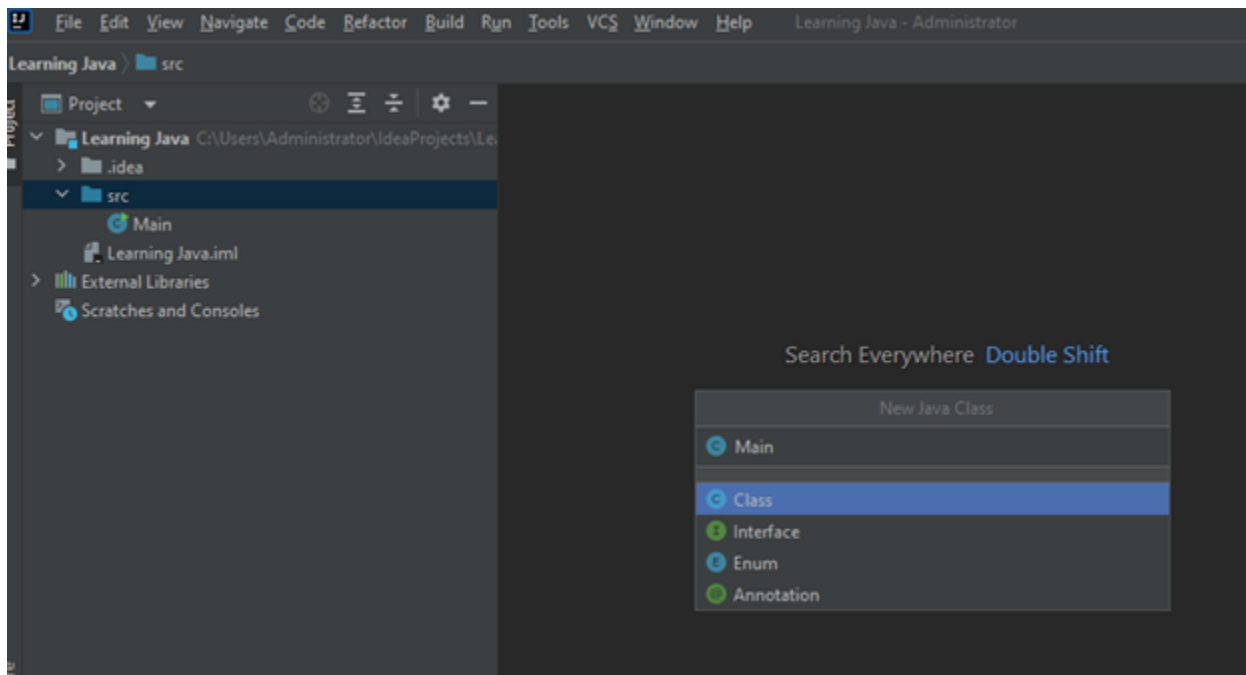 File Edit View Navigate Code Refactor Build Run Tools VCS Window Help Learning Java - Administrator
Learning Java src
Project
Project
Learning Java C:\Users\Administrator\IdeaProjects\Le
.idea
src
Main
Learning Java.iml
External Libraries
Scratches and Consoles
Search Everywhere Double Shift
New Java Class
Main
Class
Interface
Enum
Annotation